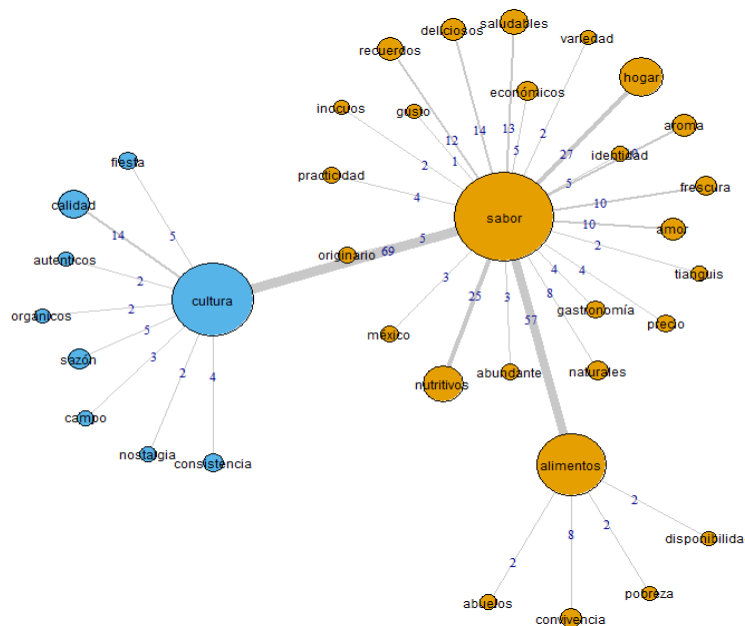 saludables
deliciosos
variedad
recuerdos
hogar
económicos
inocuos
gusto
aroma
14
13
2
12
5
27
identidad
fiesta
2
1
practicidad
5
frescura
4
10
calidad
sabor
10
amor
14
5
5
2
originario
69
autenticos
tianguis
2
3
4
4
cultura
25
3
8
orgánicos
2
57
gastronomía
precio
5
méxico
sazón
3
abundante
naturales
2
4
nutritivos
campo
nostalgia
consistencia
alimentos
2
disponibilida
8
2
2
pobreza
abuelos
convivencia